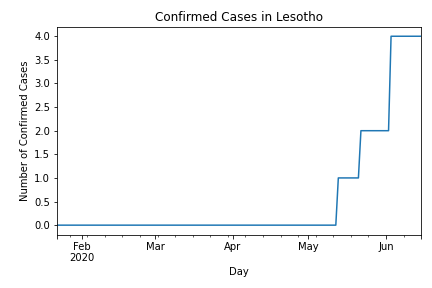 Confirmed Cases in Lesotho
Number of Confirmed Cases
4.0
3.5
3.0
2.5
2.0
1.5
1.0
0.5
0.0
Feb Mar Apr May Jun
2020
Day